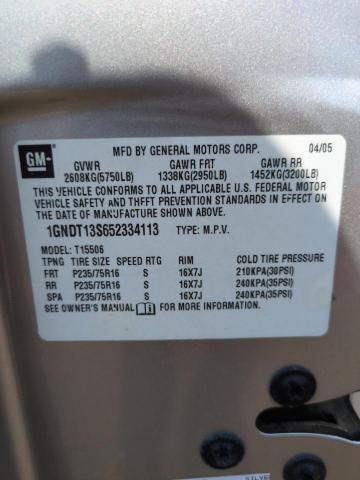 GM
MFD BY GENERAL MOTORS CORP. 04/05
GVWR GAWR FRT GAWR RR
2608KG(5750LB) 1338KG(2950LB) 1452KG(3200LB)
THIS VEHICLE CONFORMS TO ALL APPLICABLE U.S. FEDERAL MOTOR
VEHICLE SAFETY AND THEFT PREVENTION STANDARDS IN EFFECT ON
THE DATE OF MANUFACTURE SHOWN ABOVE.
1GNDT13S652334113 TYPE: M.P.V.
MODEL: T15506
TPNG TIRE SIZE SPEED RTG RIM COLD TIRE PRESSURE
FRT P235/75R16 S 16X7J 210KPA(30PSI)
RR P235/75R16 S 16X7J 240KPA(35PSI)
SPA P235/75R16 S 16X7J 240KPA(35PSI)
SEE OWNER'S MANUAL FOR MORE INFORMATION